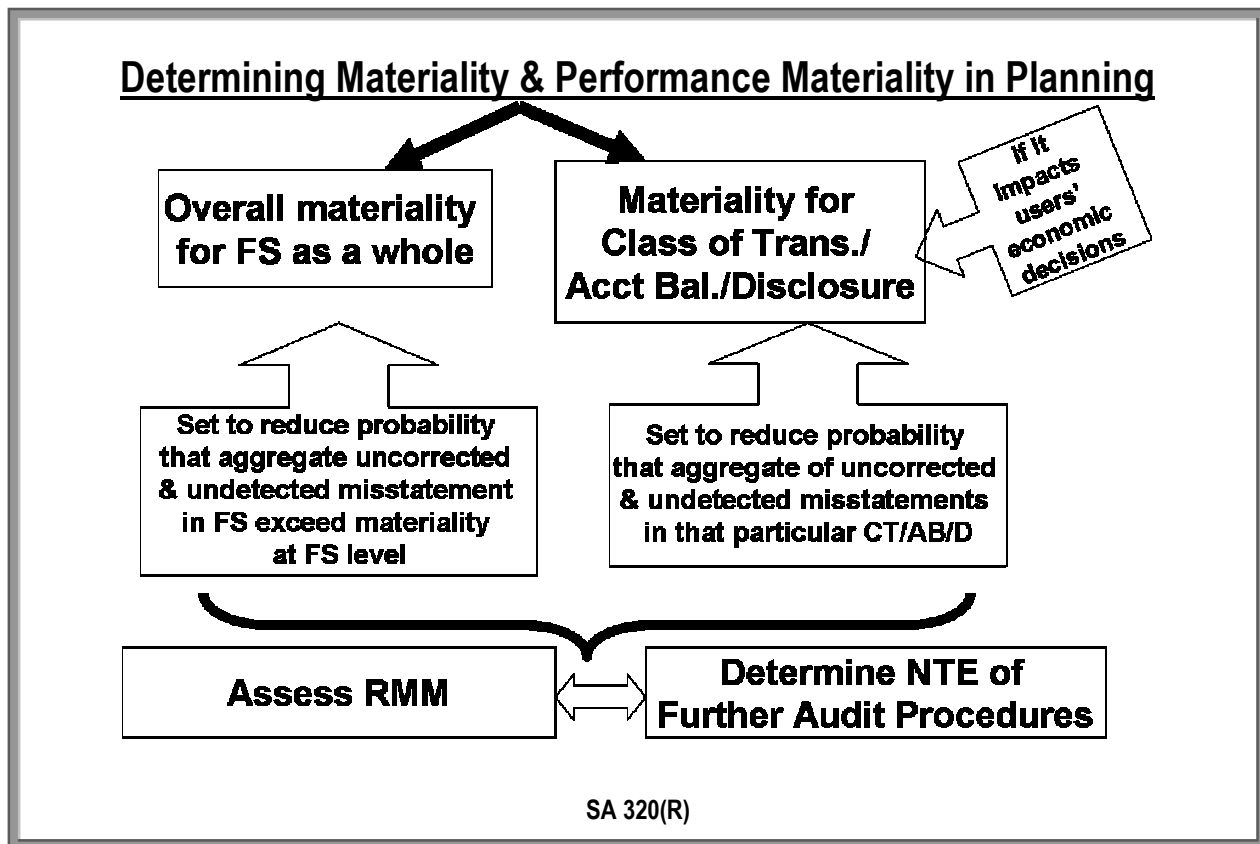 Determining Materiality & Performance Materiality in Planning
Overall materiality
for FS as a whole
Materiality for
Class of Trans./
Acct Bal./Disclosure
If it
impacts
users'
economic
decisions
Set to reduce probability
that aggregate uncorrected
& undetected misstatement
in FS exceed materiality
at FS level
Set to reduce probability
that aggregate of uncorrected
& undetected misstatements
in that particular CT/AB/D
Assess RMM
Determine NTE of
Further Audit Procedures
SA 320(R)